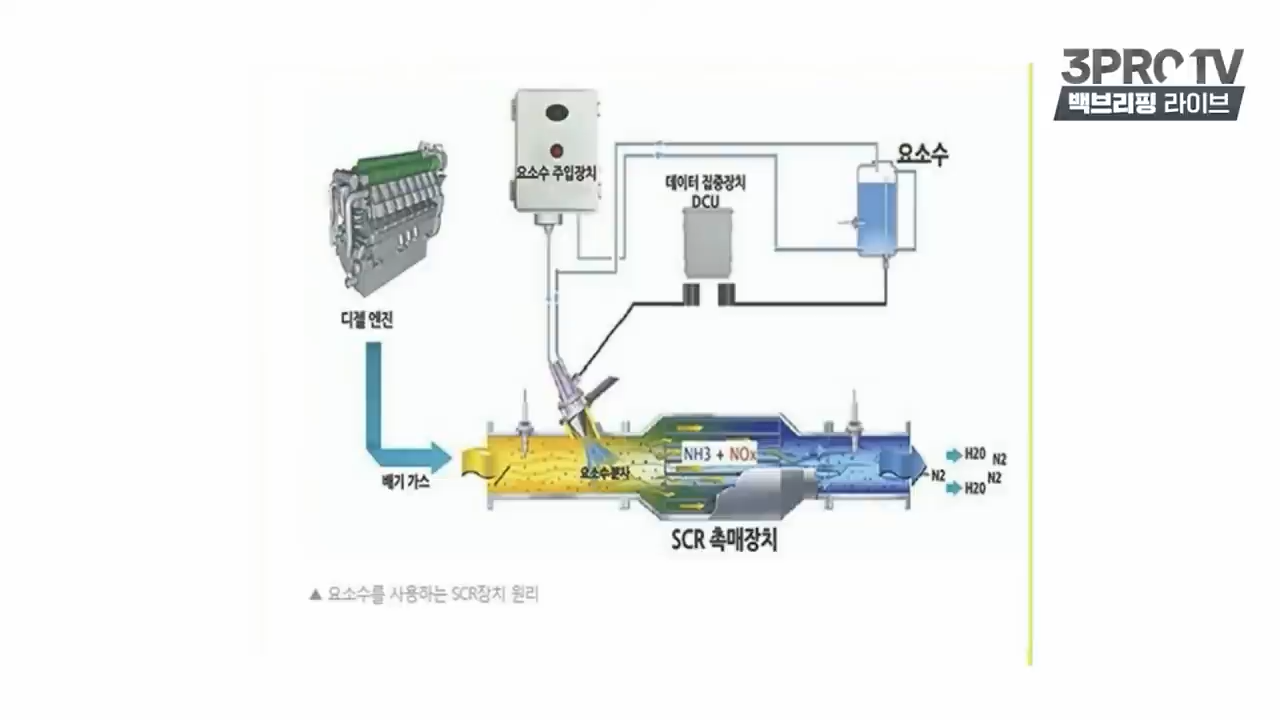 3PRO TV
백브리핑 라이브
요소수
요소수 주입장치
데이터 집중장치
DCU
디젤 엔진
배기 가스
요소수분사
NH3 + NOx
H20
N2
N2
N2
H20
SCR 촉매장치
▲ 요소수를 사용하는 SCR장치 원리